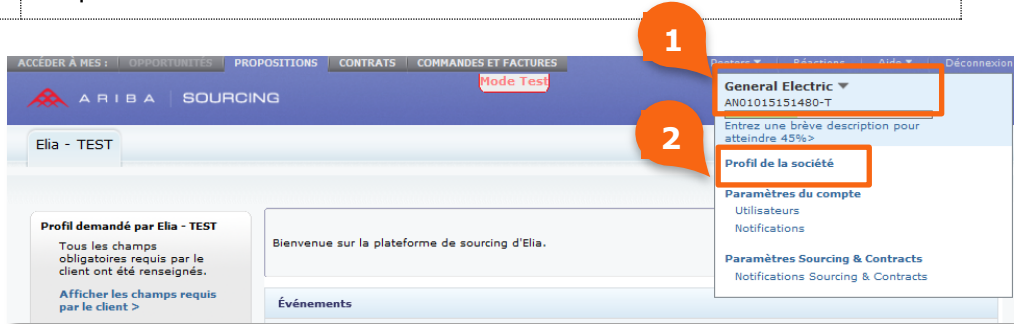 1
ACCÉDER À MES : OPPORTUNITÉS PROPOSITIONS CONTRATS COMMANDES ET FACTURES Réactions Aide Déconnexion
Mode Test
ARIBA SOURCING
General Electric
AN01015151480-T
Entrez une brève description pour
atteindre 45%>
2
Elia - TEST
Profil de la société
Paramètres du compte
Utilisateurs
Notifications
Paramètres Sourcing & Contracts
Notifications Sourcing & Contracts
Profil demandé par Elia - TEST
Tous les champs
obligatoires requis par le
client ont été renseignés.
Afficher les champs requis
par le client >
Bienvenue sur la plateforme de sourcing d'Elia.
Événements